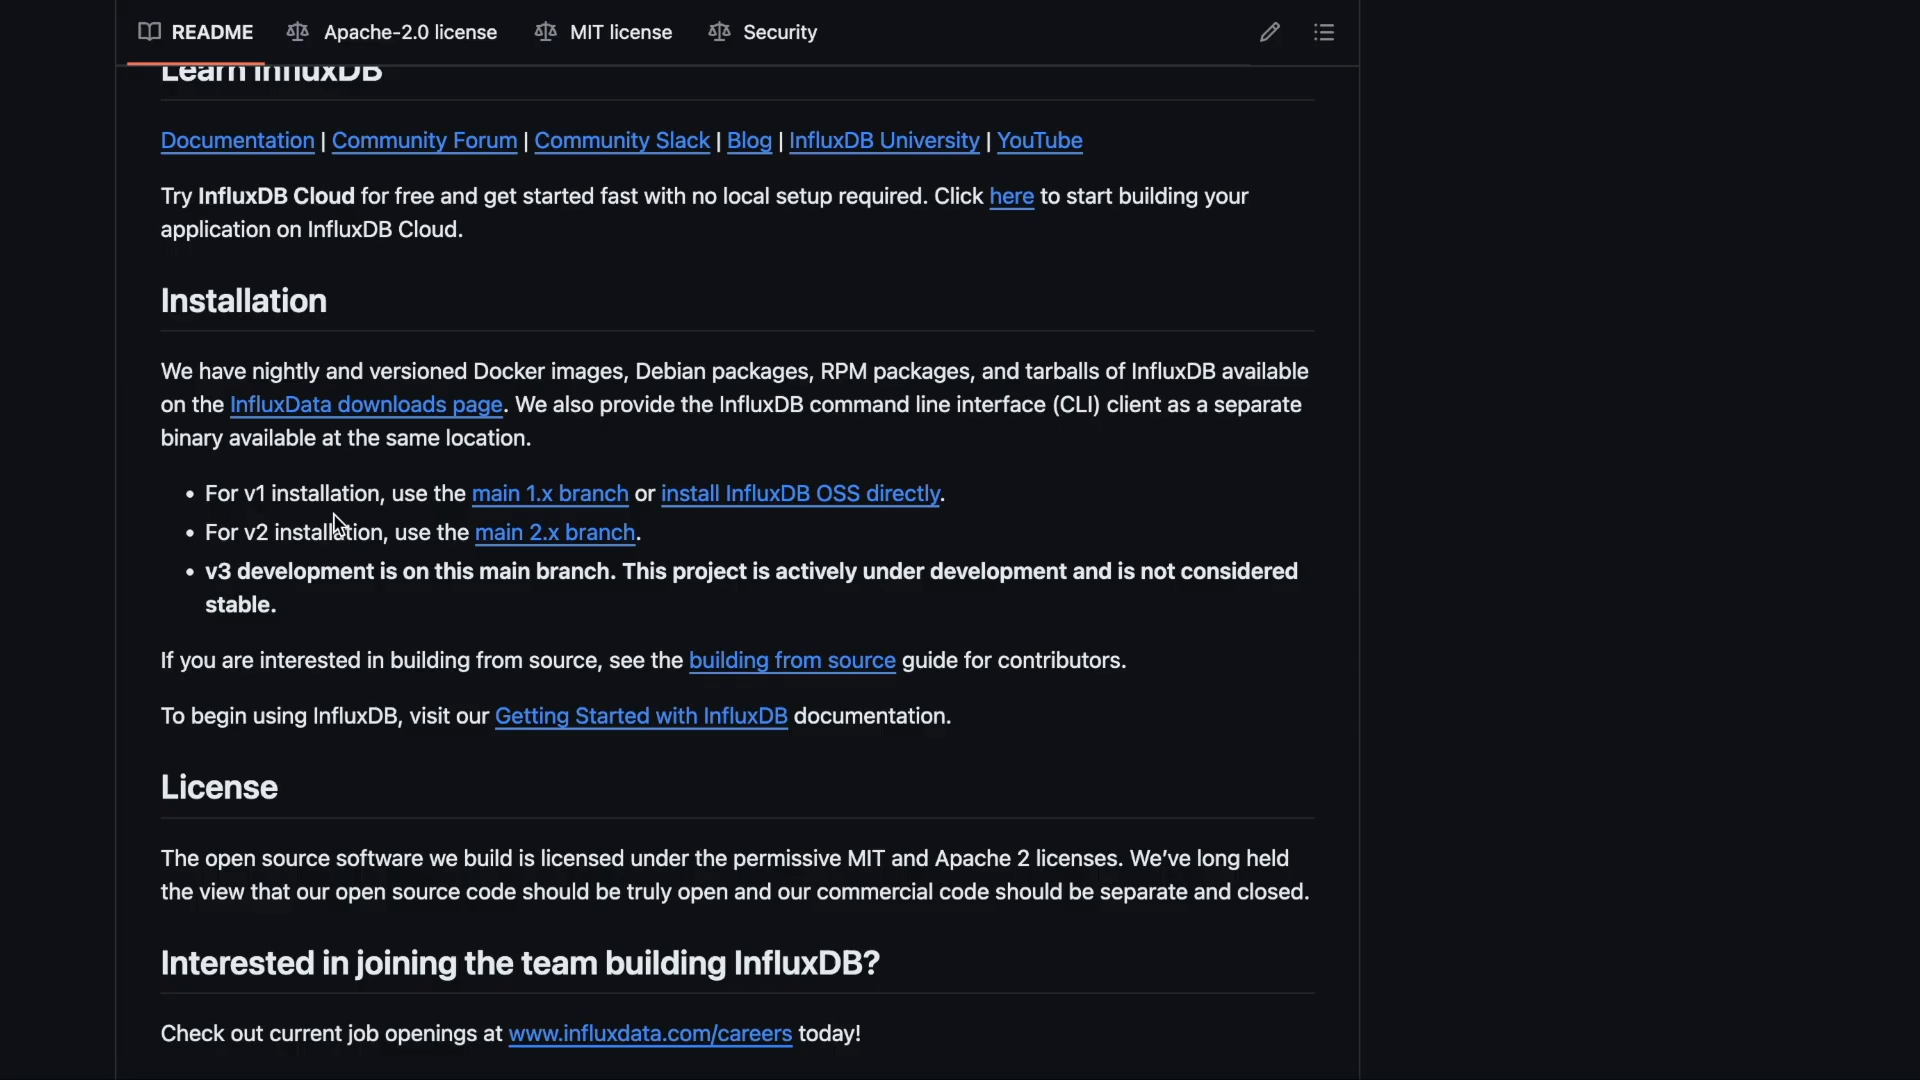 README Apache-2.0 license MIT license Security
Learn InfluxDB
Documentation | Community Forum | Community Slack | Blog | InfluxDB University | YouTube
Try InfluxDB Cloud for free and get started fast with no local setup required. Click here to start building your
application on InfluxDB Cloud.
Installation
We have nightly and versioned Docker images, Debian packages, RPM packages, and tarballs of InfluxDB available
on the InfluxData downloads page. We also provide the InfluxDB command line interface (CLI) client as a separate
binary available at the same location.
• For v1 installation, use the main 1.x branch or install InfluxDB OSS directly.
• For v2 installation, use the main 2.x branch.
• v3 development is on this main branch. This project is actively under development and is not considered
stable.
If you are interested in building from source, see the building from source guide for contributors.
To begin using InfluxDB, visit our Getting Started with InfluxDB documentation.
License
The open source software we build is licensed under the permissive MIT and Apache 2 licenses. We’ve long held
the view that our open source code should be truly open and our commercial code should be separate and closed.
Interested in joining the team building InfluxDB?
Check out current job openings at www.influxdata.com/careers today!